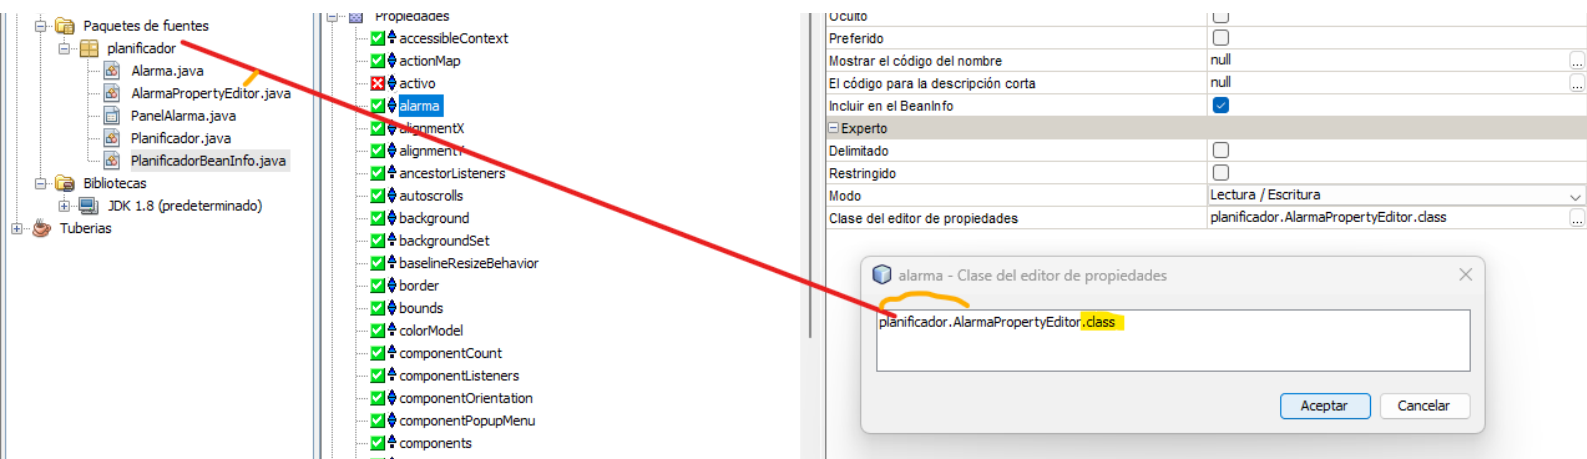 Paquetes de fuentes
planificador
Alarma.java
AlarmaPropertyEditor.java
PanelAlarma.java
Planificador.java
PlanificadorBeanInfo.java
Bibliotecas
JDK 1.8 (predeterminado)
Tuberias
Propiedades
accessibleContext
actionMap
activo
alarma
alignmentX
alignmentY
ancestorListeners
autoscrolls
background
backgroundSet
baselineResizeBehavior
border
bounds
colorModel
componentCount
componentListeners
componentOrientation
componentPopupMenu
components
Oculto
Preferido
Mostrar el código del nombre null ...
El código para la descripción corta null ...
Incluir en el BeanInfo
Experto
Delimitado
Restringido
Modo Lectura / Escritura
Clase del editor de propiedades planificador.AlarmaPropertyEditor.class ...
alarma - Clase del editor de propiedades
planificador.AlarmaPropertyEditor.class
Aceptar Cancelar